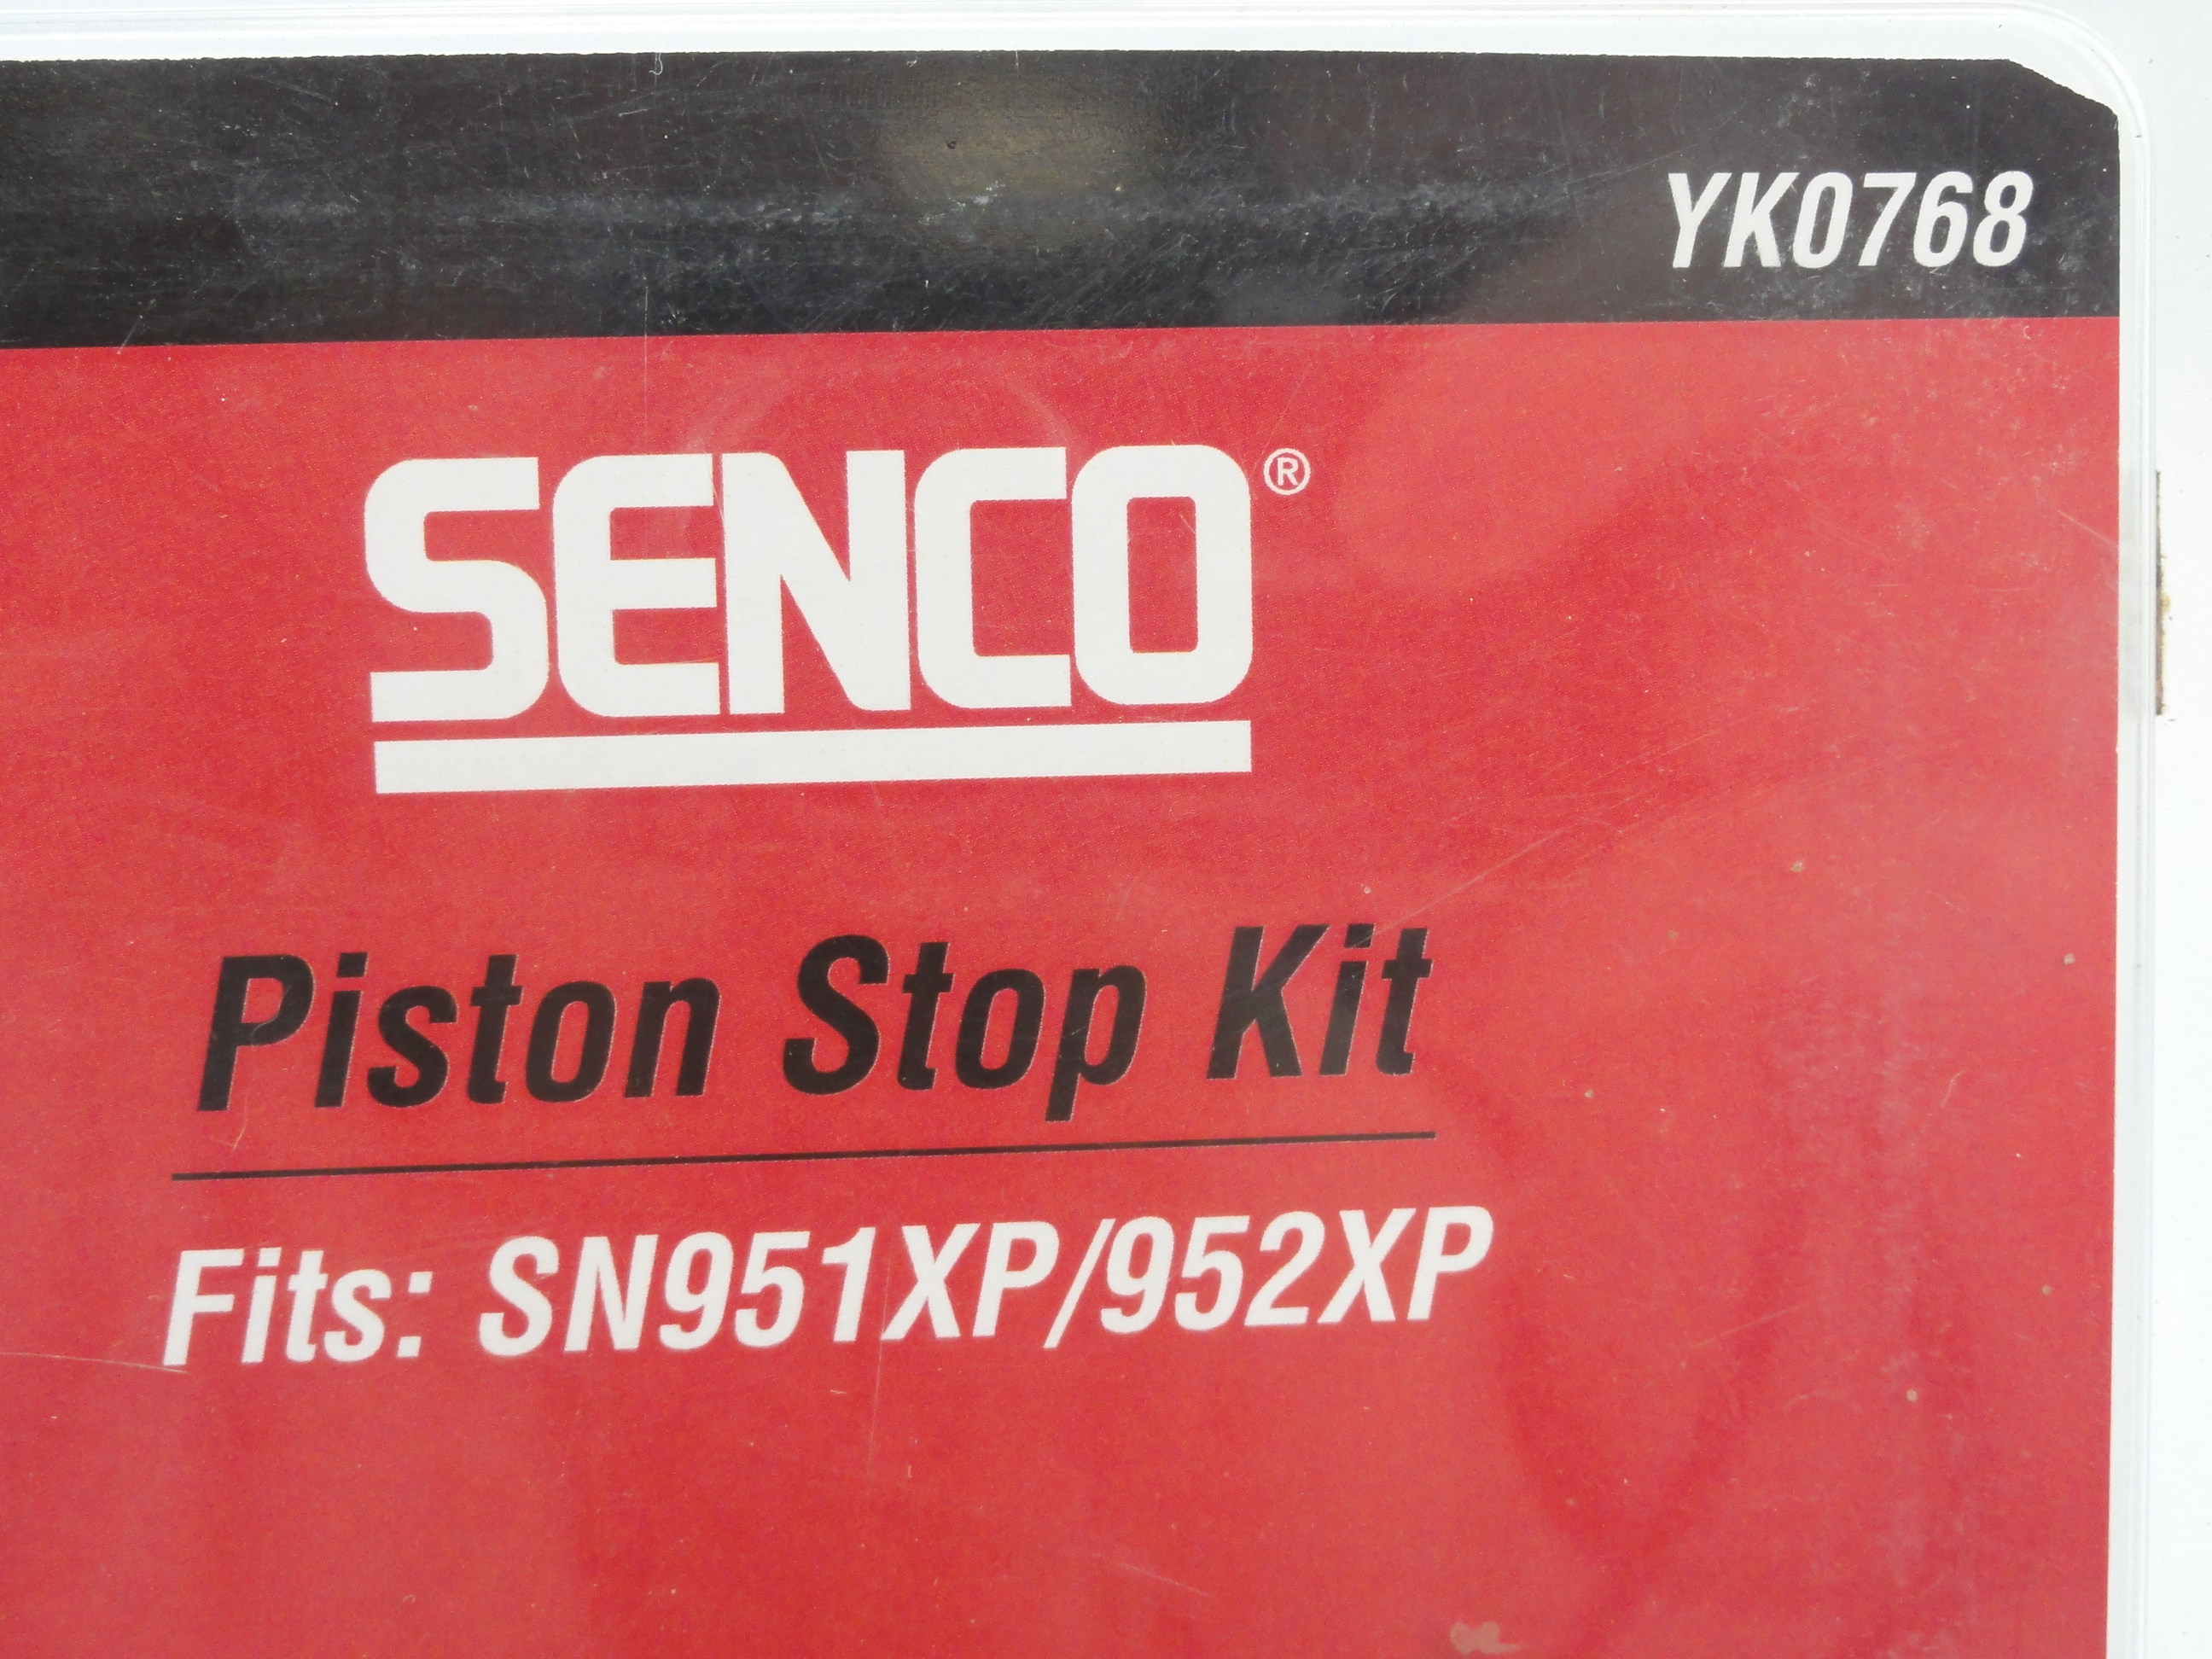 YK0768
SENCO®
Piston Stop Kit
Fits: SN951XP/952XP